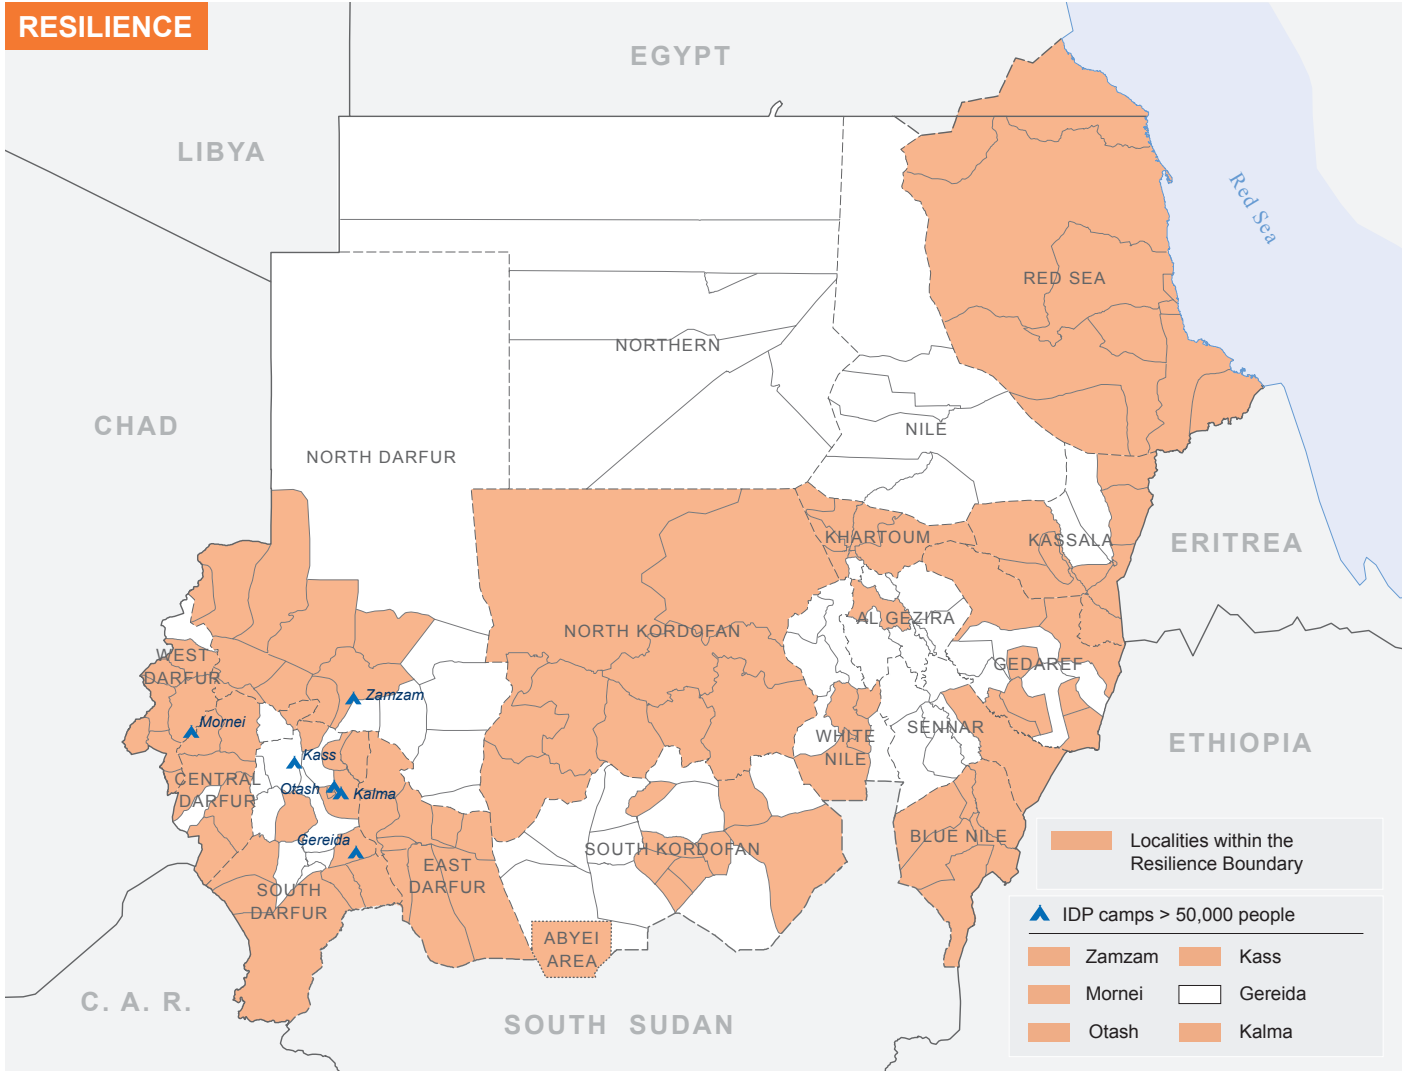 RESILIENCE
EGYPT
LIBYA
Red Sea
RED SEA
NORTHERN
CHAD
NILE
NORTH DARFUR
KHARTOUM
KASSALA
ERITREA
AL GEZIRA
NORTH KORDOFAN
WEST
DARFUR
GEDAREF
Zamzam
Mornei
WHITE
NILE
SENNAR
ETHIOPIA
Kass
CENTRAL
DARFUR
Otash
Kalma
Gereida
BLUE NILE
SOUTH KORDOFAN
EAST
DARFUR
SOUTH
DARFUR
ABYEI
AREA
C. A. R.
SOUTH SUDAN
Localities within the
Resilience Boundary
IDP camps > 50,000 people
Zamzam
Kass
Mornei
Gereida
Otash
Kalma